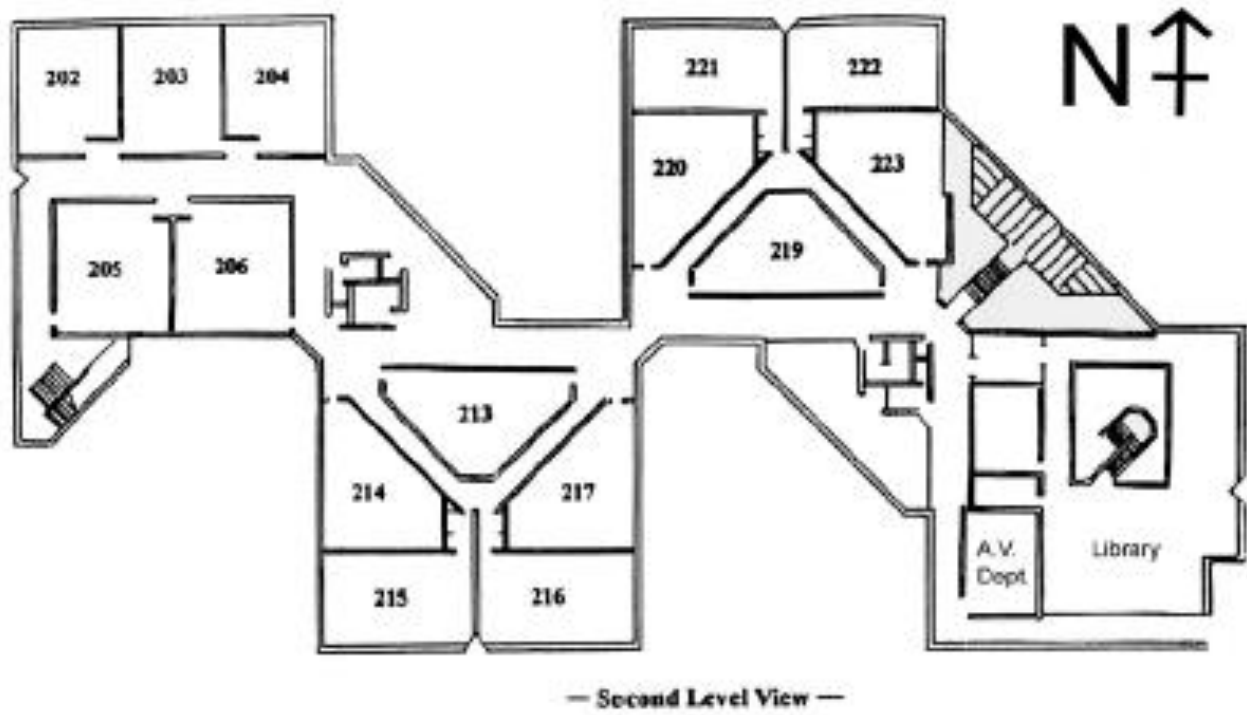 N
202 203 204
221 222
220 223
205 206 219
213
214 217
A.V. Library
Dept
215 216
— Second Level View —